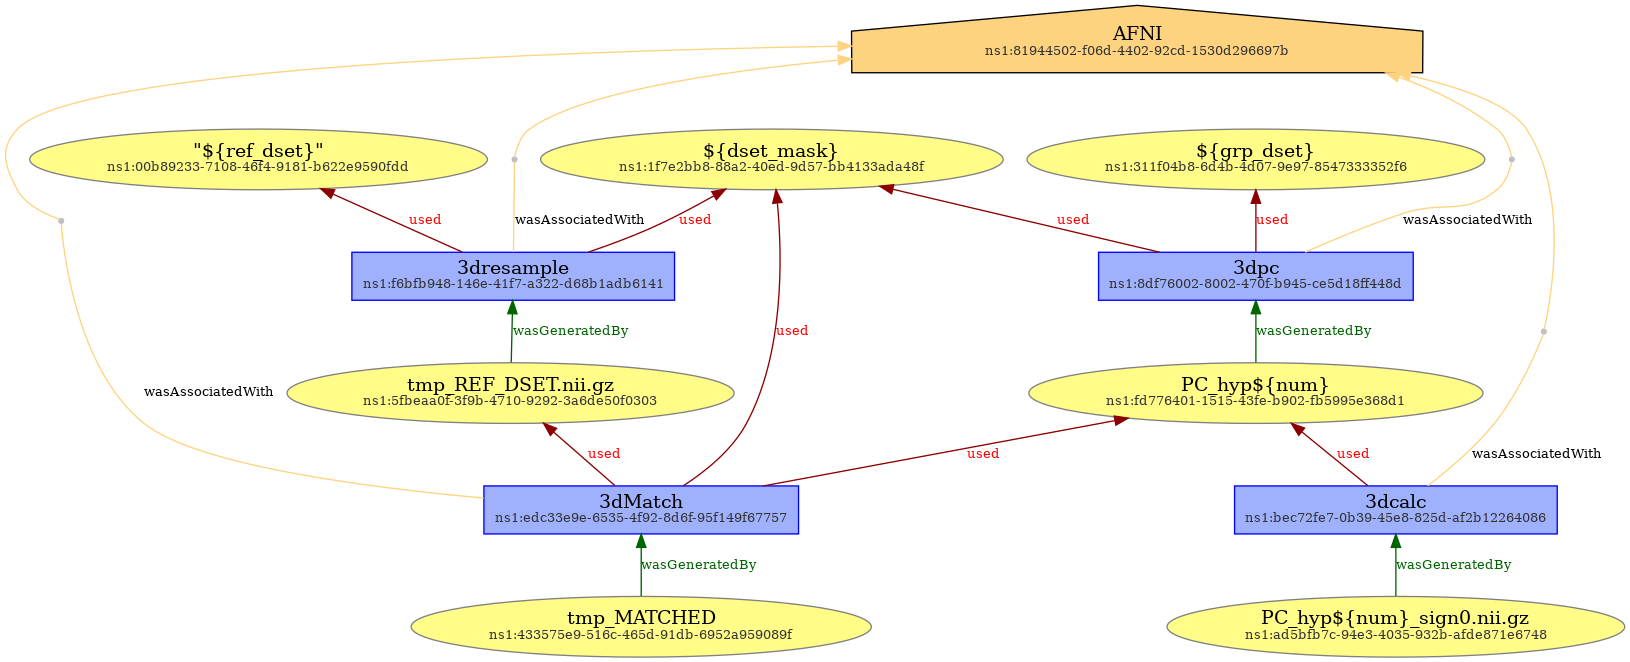 AFNI
ns1:81944502-f06d-4402-92cd-1530d296697b
"${ref_dset}"
ns1:00b89233-7108-46f4-9181-b622e9590fdd
${dset_mask}
ns1:1f7e2bb8-88a2-40ed-9d57-bb4133ada48f
${grp_dset}
ns1:311f04b8-6d4b-4d07-9e97-8547333352f6
used
wasAssociatedWith
used
used
used
wasAssociatedWith
3dresample
ns1:f6bfb948-146e-41f7-a322-d68b1adb6141
3dpc
ns1:8df76002-8002-470f-b945-ce5d18ff448d
wasGeneratedBy
used
wasGeneratedBy
wasAssociatedWith
tmp_REF_DSET.nii.gz
ns1:5fbeaa0f-3f9b-4710-9292-3a6de50f0303
PC_hyp${num}
ns1:fd776401-1515-43fe-b902-fb5995e368d1
used
used
used
wasAssociatedWith
3dMatch
ns1:edc33e9e-6535-4f92-8d6f-95f149f67757
3dcalc
ns1:bec72fe7-0b39-45e8-825d-af2b12264086
wasGeneratedBy
wasGeneratedBy
tmp_MATCHED
ns1:433575e9-516c-465d-91db-6952a959089f
PC_hyp${num}_sign0.nii.gz
ns1:ad5bfb7c-94e3-4035-932b-afde871e6748